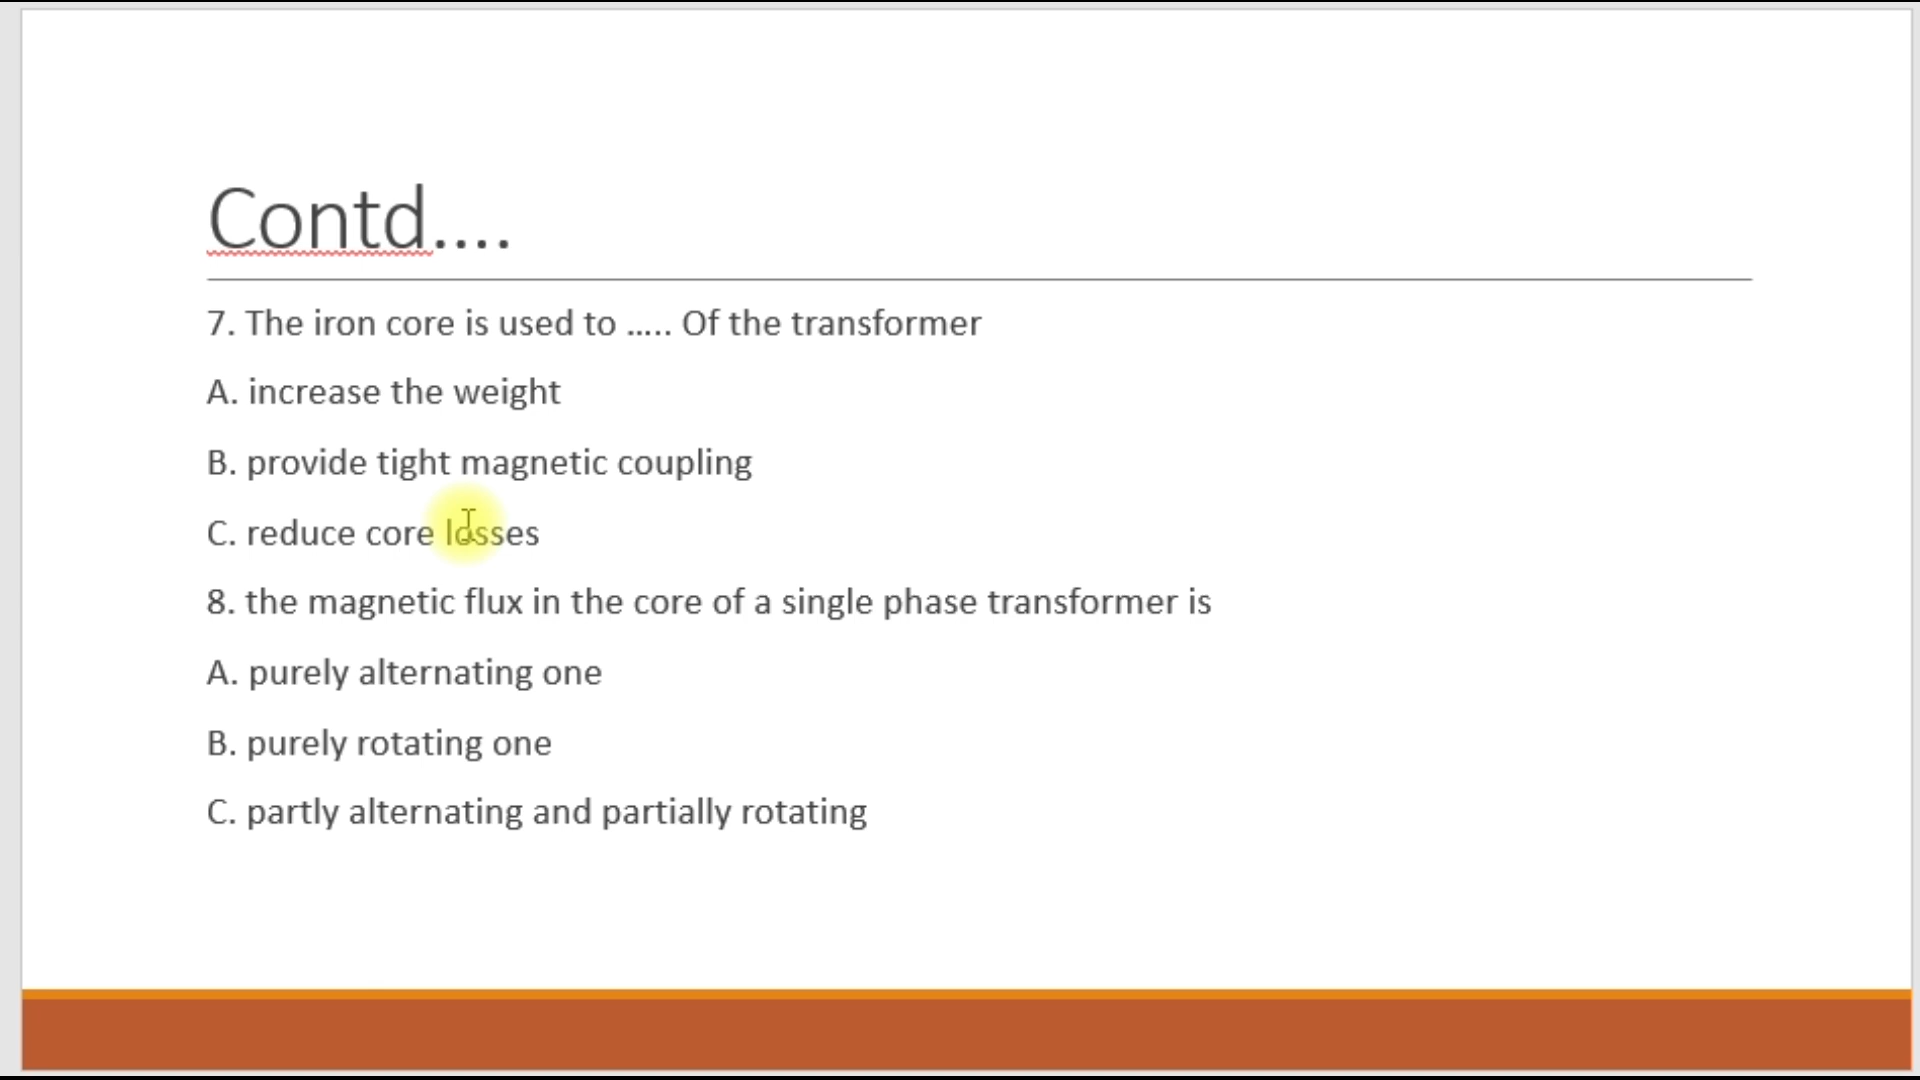 Contd....
7. The iron core is used to ..... Of the transformer
A. increase the weight
B. provide tight magnetic coupling
C. reduce core losses
8. the magnetic flux in the core of a single phase transformer is
A. purely alternating one
B. purely rotating one
C. partly alternating and partially rotating